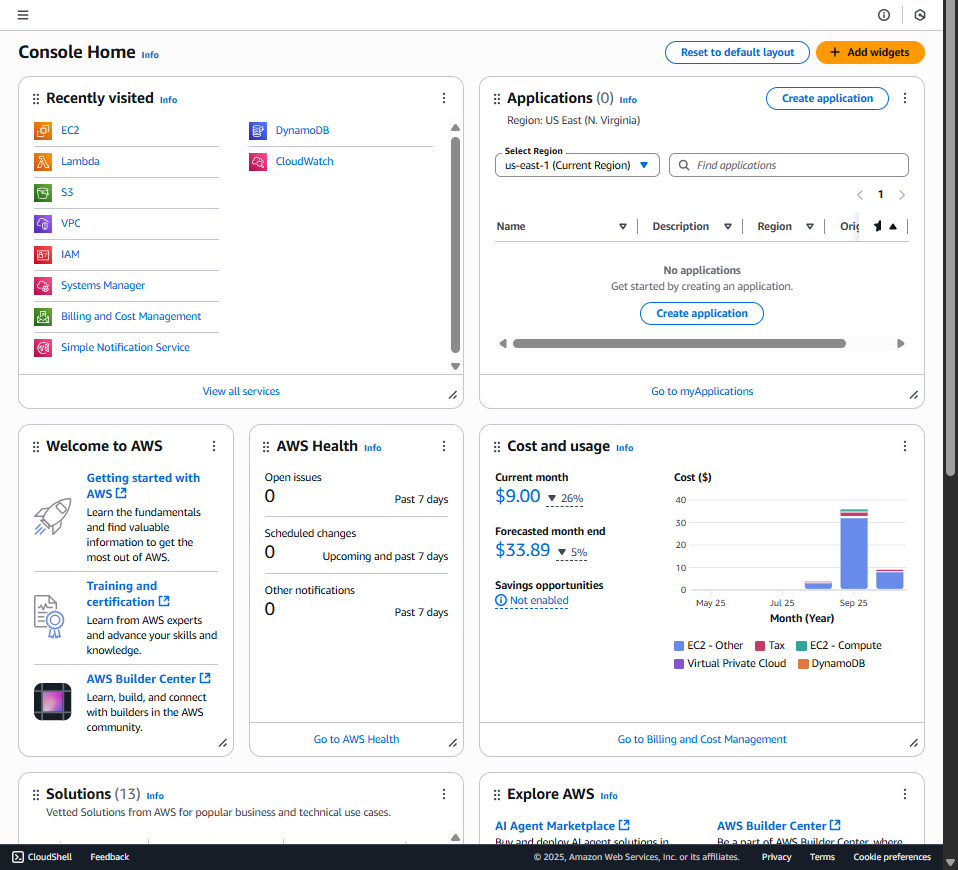 Console Home Info
Reset to default layout
Add widgets
Recently visited Info
EC2
Lambda
S3
VPC
IAM
Systems Manager
Billing and Cost Management
Simple Notification Service
DynamoDB
CloudWatch
View all services
Applications (0) Info
Create application
Region: US East (N. Virginia)
Select Region
us-east-1 (Current Region)
Find applications
1
Name Description Region Orig
No applications
Get started by creating an application.
Create application
Go to myApplications
Welcome to AWS
Getting started with
AWS
Learn the fundamentals
and find valuable
information to get the
most out of AWS.
Training and
certification
Learn from AWS experts
and advance your skills and
knowledge.
AWS Builder Center
Learn, build, and connect
with builders in the AWS
community.
AWS Health Info
Open issues
0 Past 7 days
Scheduled changes
0 Upcoming and past 7 days
Other notifications
0 Past 7 days
Go to AWS Health
Cost and usage Info
Current month
$9.00 26%
Forecasted month end
$33.89 5%
Savings opportunities
Not enabled
Cost ($)
40
30
20
10
0
May 25 Jul 25 Sep 25
Month (Year)
EC2 - Other Tax EC2 - Compute
Virtual Private Cloud DynamoDB
Go to Billing and Cost Management
Solutions (13) Info
Vetted Solutions from AWS for popular business and technical use cases.
Explore AWS Info
AI Agent Marketplace
Buy and deploy AI agent solutions in
AWS Builder Center
Be a part of AWS Builder Center, where
CloudShell Feedback © 2025, Amazon Web Services, Inc. or its affiliates. Privacy Terms Cookie preferences